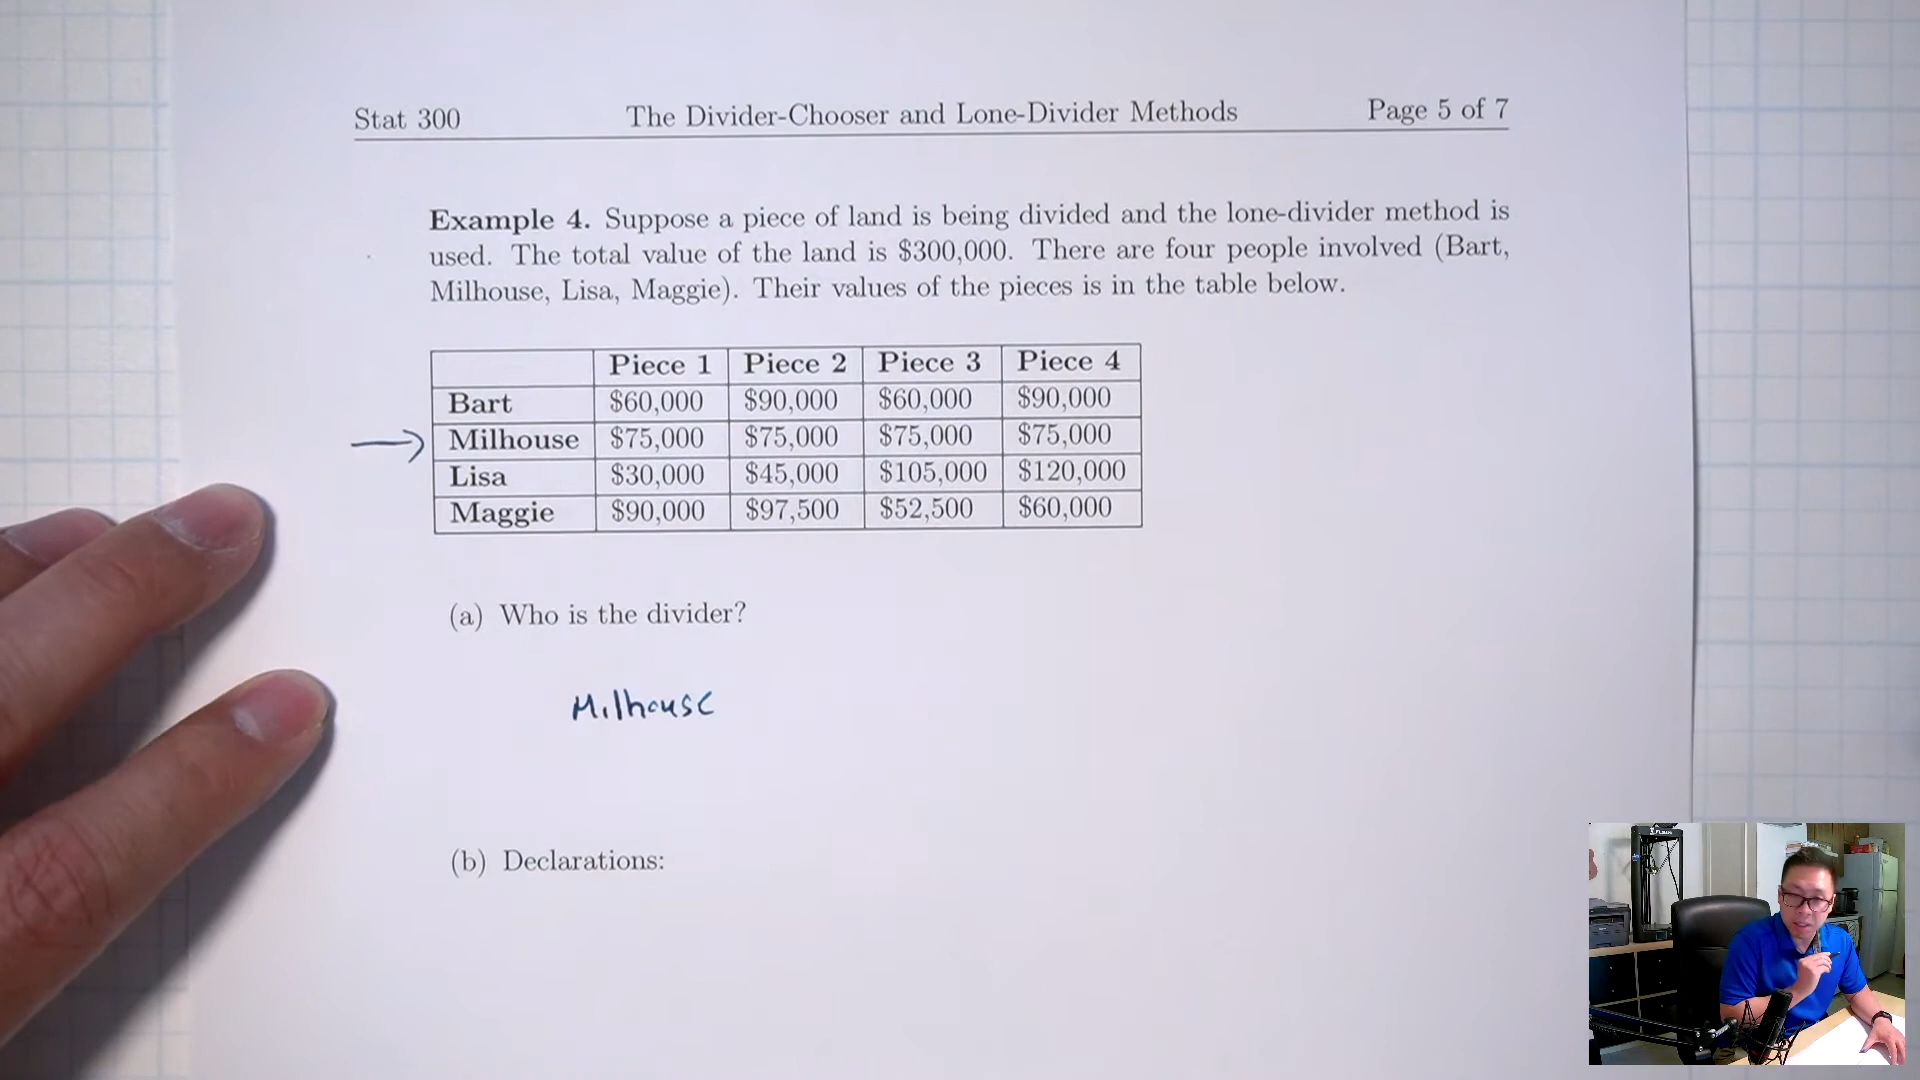 Stat 300 The Divider-Chooser and Lone-Divider Methods Page 5 of 7
Example 4. Suppose a piece of land is being divided and the lone-divider method is
used. The total value of the land is $300,000. There are four people involved (Bart,
Milhouse, Lisa, Maggie). Their values of the pieces is in the table below.
Piece 1 Piece 2 Piece 3 Piece 4
Bart $60,000 $90,000 $60,000 $90,000
Milhouse $75,000 $75,000 $75,000 $75,000
Lisa $30,000 $45,000 $105,000 $120,000
Maggie $90,000 $97,500 $52,500 $60,000
(a) Who is the divider?
Milhouse
(b) Declarations: